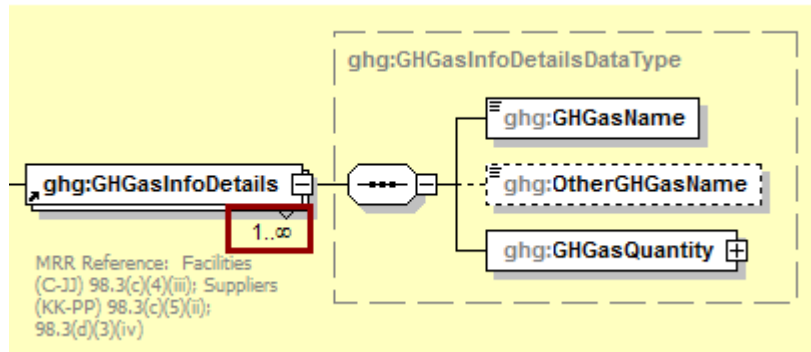 ghg:GHGasInfoDetailsDataType
ghg:GHGasName
ghg:GHGasInfoDetails
ghg:OtherGHGasName
1..∞
ghg:GHGasQuantity
MRR Reference: Facilities
(C-JJ) 98.3(c)(4)(iii); Suppliers
(KK-PP) 98.3(c)(5)(ii);
98.3(d)(3)(iv)